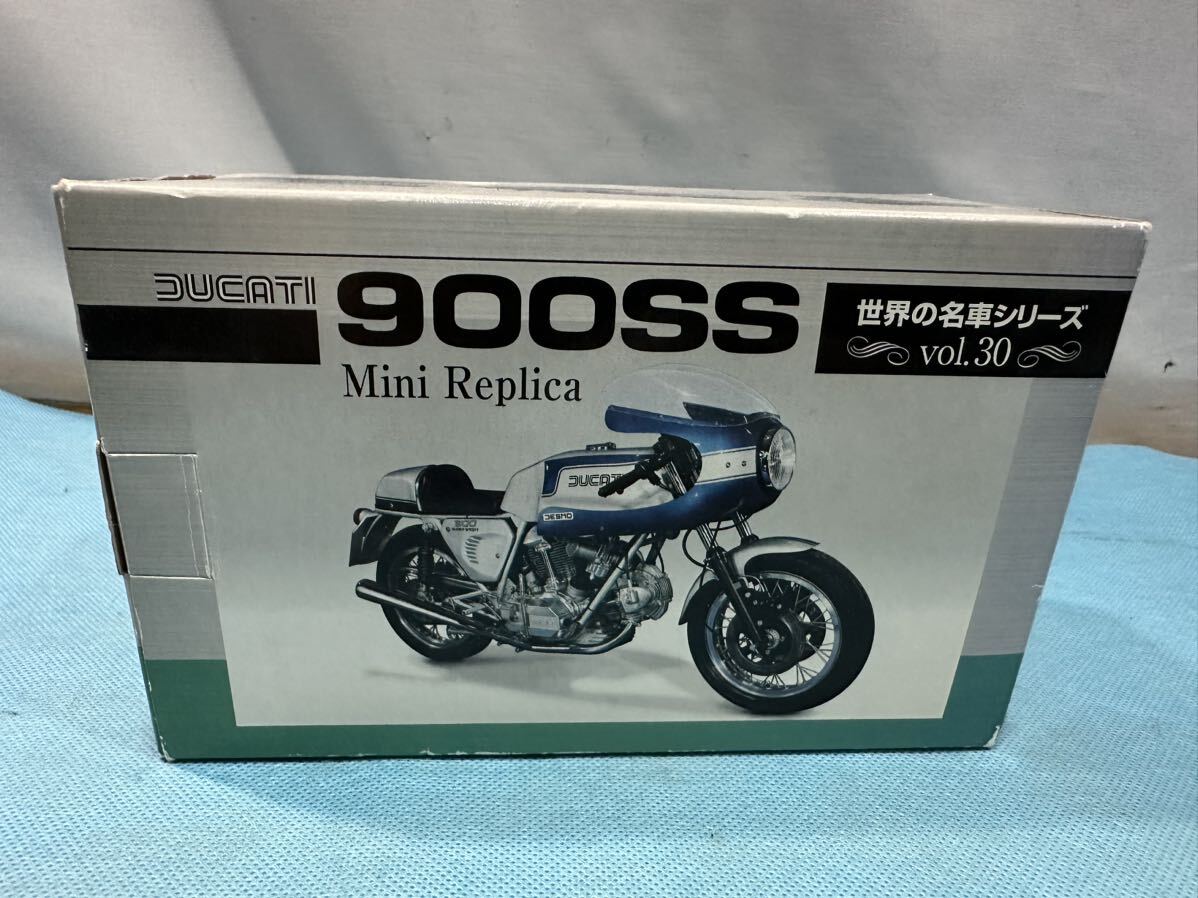 DUCATI 900SS
世界の名車シリーズ
vol.30
Mini Replica
DUCATI
DESMO
900